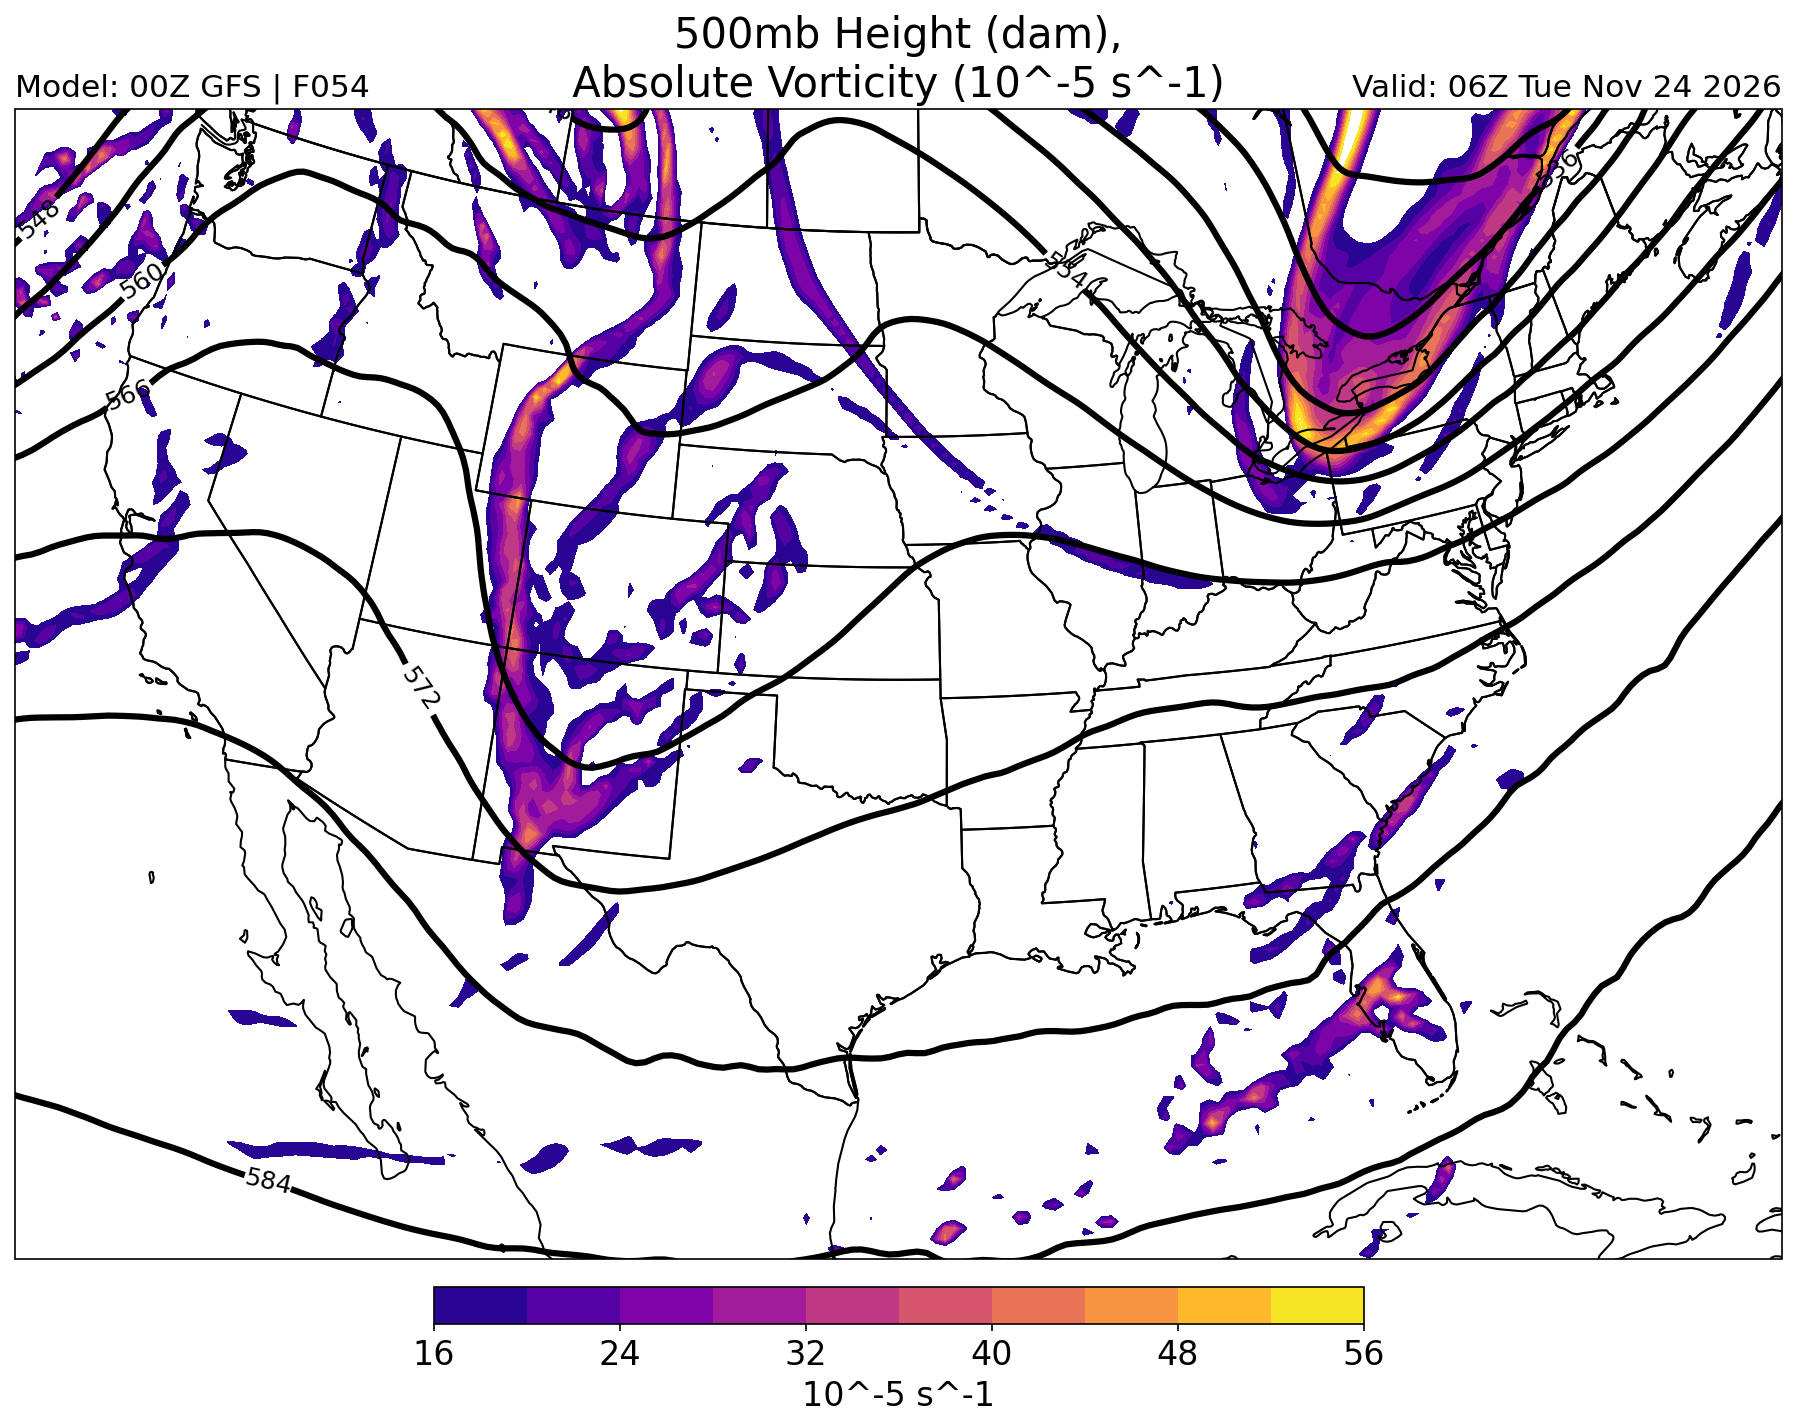 500mb Height (dam),
Model: 00Z GFS | F054
Absolute Vorticity (10^-5 s^-1)
Valid: 06Z Tue Nov 24 2026
536
548
560
566
572
584
16 24 32 40 48 56
10^-5 s^-1